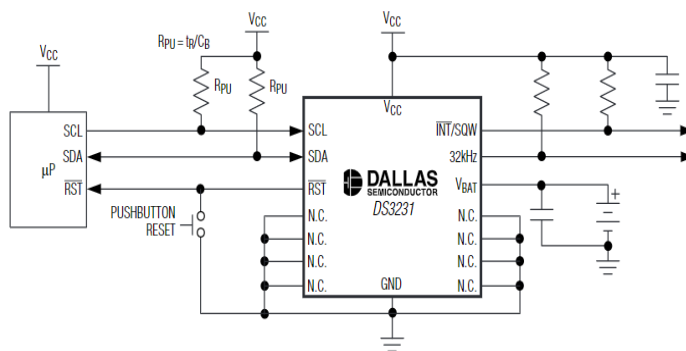 VCC
VCC
VCC
RPU = tR/CB
RPU
RPU
VCC
SCL
SCL
INT/SQW
µP
SDA
SDA
32kHz
RST
RST
VBAT
DALLAS
SEMICONDUCTOR
DS3231
PUSHBUTTON
RESET
N.C.
N.C.
N.C.
N.C.
N.C.
N.C.
N.C.
N.C.
GND
+